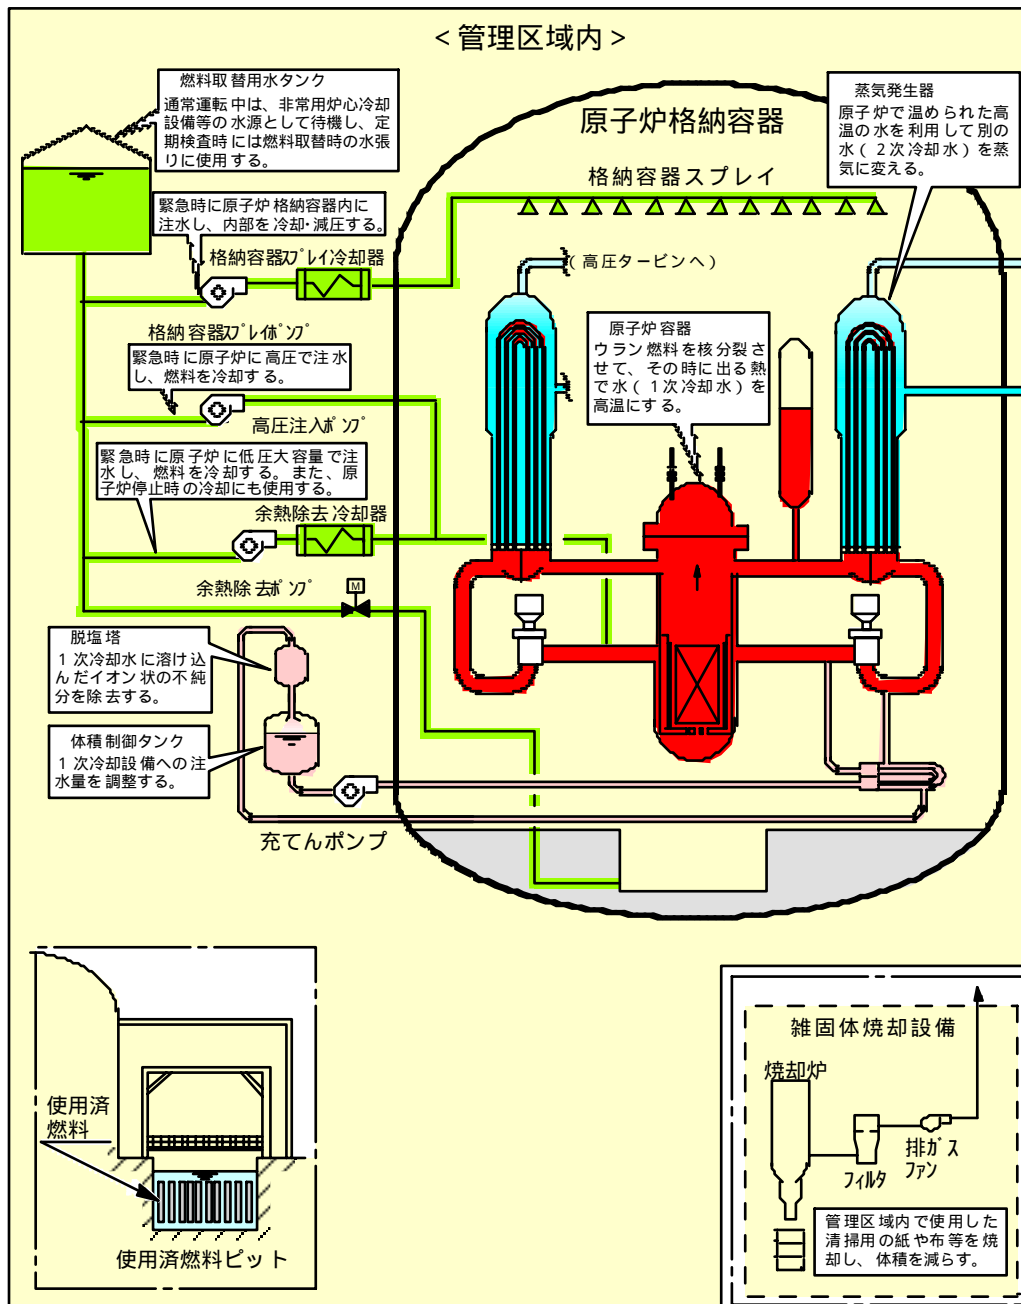 ＜管理区域内＞
燃料取替用水タンク
通常運転中は、非常用炉心冷却
設備等の水源として待機し、定
期検査時には燃料取替時の水張
りに使用する。
蒸気発生器
原子炉で温められた高
温の水を利用して別の
水（２次冷却水）を蒸
気に変える。
原子炉格納容器
格納容器スプレイ
緊急時に原子炉格納容器内に
注水し、内部を冷却･減圧する。
格納容器ｽﾌﾟﾚｲ冷却器
（高圧タービンへ）
格納容器ｽﾌﾟﾚｲﾎﾟﾝﾌﾟ
緊急時に原子炉に高圧で注水
し、燃料を冷却する。
原子炉容器
ウラン燃料を核分裂さ
せて、その時に出る熱
で水（１次冷却水）を
高温にする。
高圧注入ﾎﾟﾝﾌﾟ
緊急時に原子炉に低圧大容量で注
水し、燃料を冷却する。また、原
子炉停止時の冷却にも使用する。
余熱除去冷却器
余熱除去ﾎﾟﾝﾌﾟ
M
脱塩塔
１次冷却水に溶け込
んだイオン状の不純
分を除去する。
体積制御タンク
１次冷却設備への注
水量を調整する。
充てんポンプ
使用済
燃料
使用済燃料ピット
雑固体焼却設備
焼却炉
ﾌｨﾙﾀ
排ｶﾞｽ
ﾌｧﾝ
管理区域内で使用した
清掃用の紙や布等を焼
却し、体積を減らす。